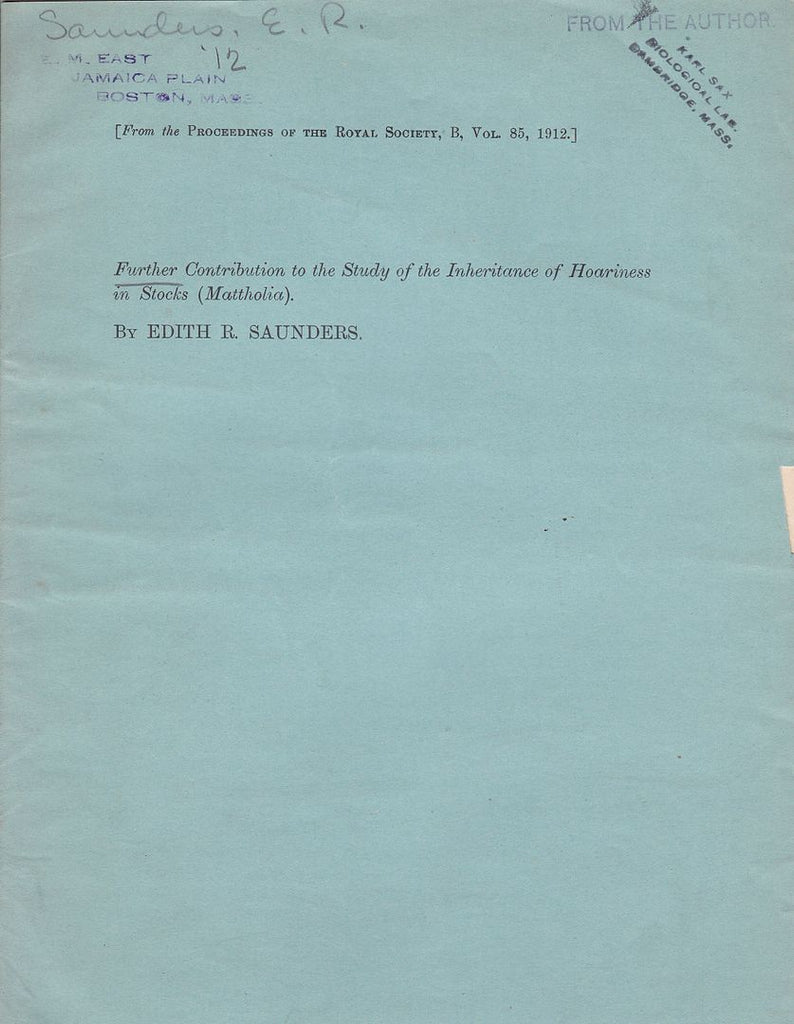 Saunders, E. R.
'12
FROM THE AUTHOR.
E. M. EAST
JAMAICA PLAIN
BOSTON, MASS.
KARL SAX
BIOLOGICAL LAB.
CAMBRIDGE, MASS.
[From the PROCEEDINGS OF THE ROYAL SOCIETY, B, VOL. 85, 1912.]
Further Contribution to the Study of the Inheritance of Hoariness
in Stocks (Mattholia).
BY EDITH R. SAUNDERS.